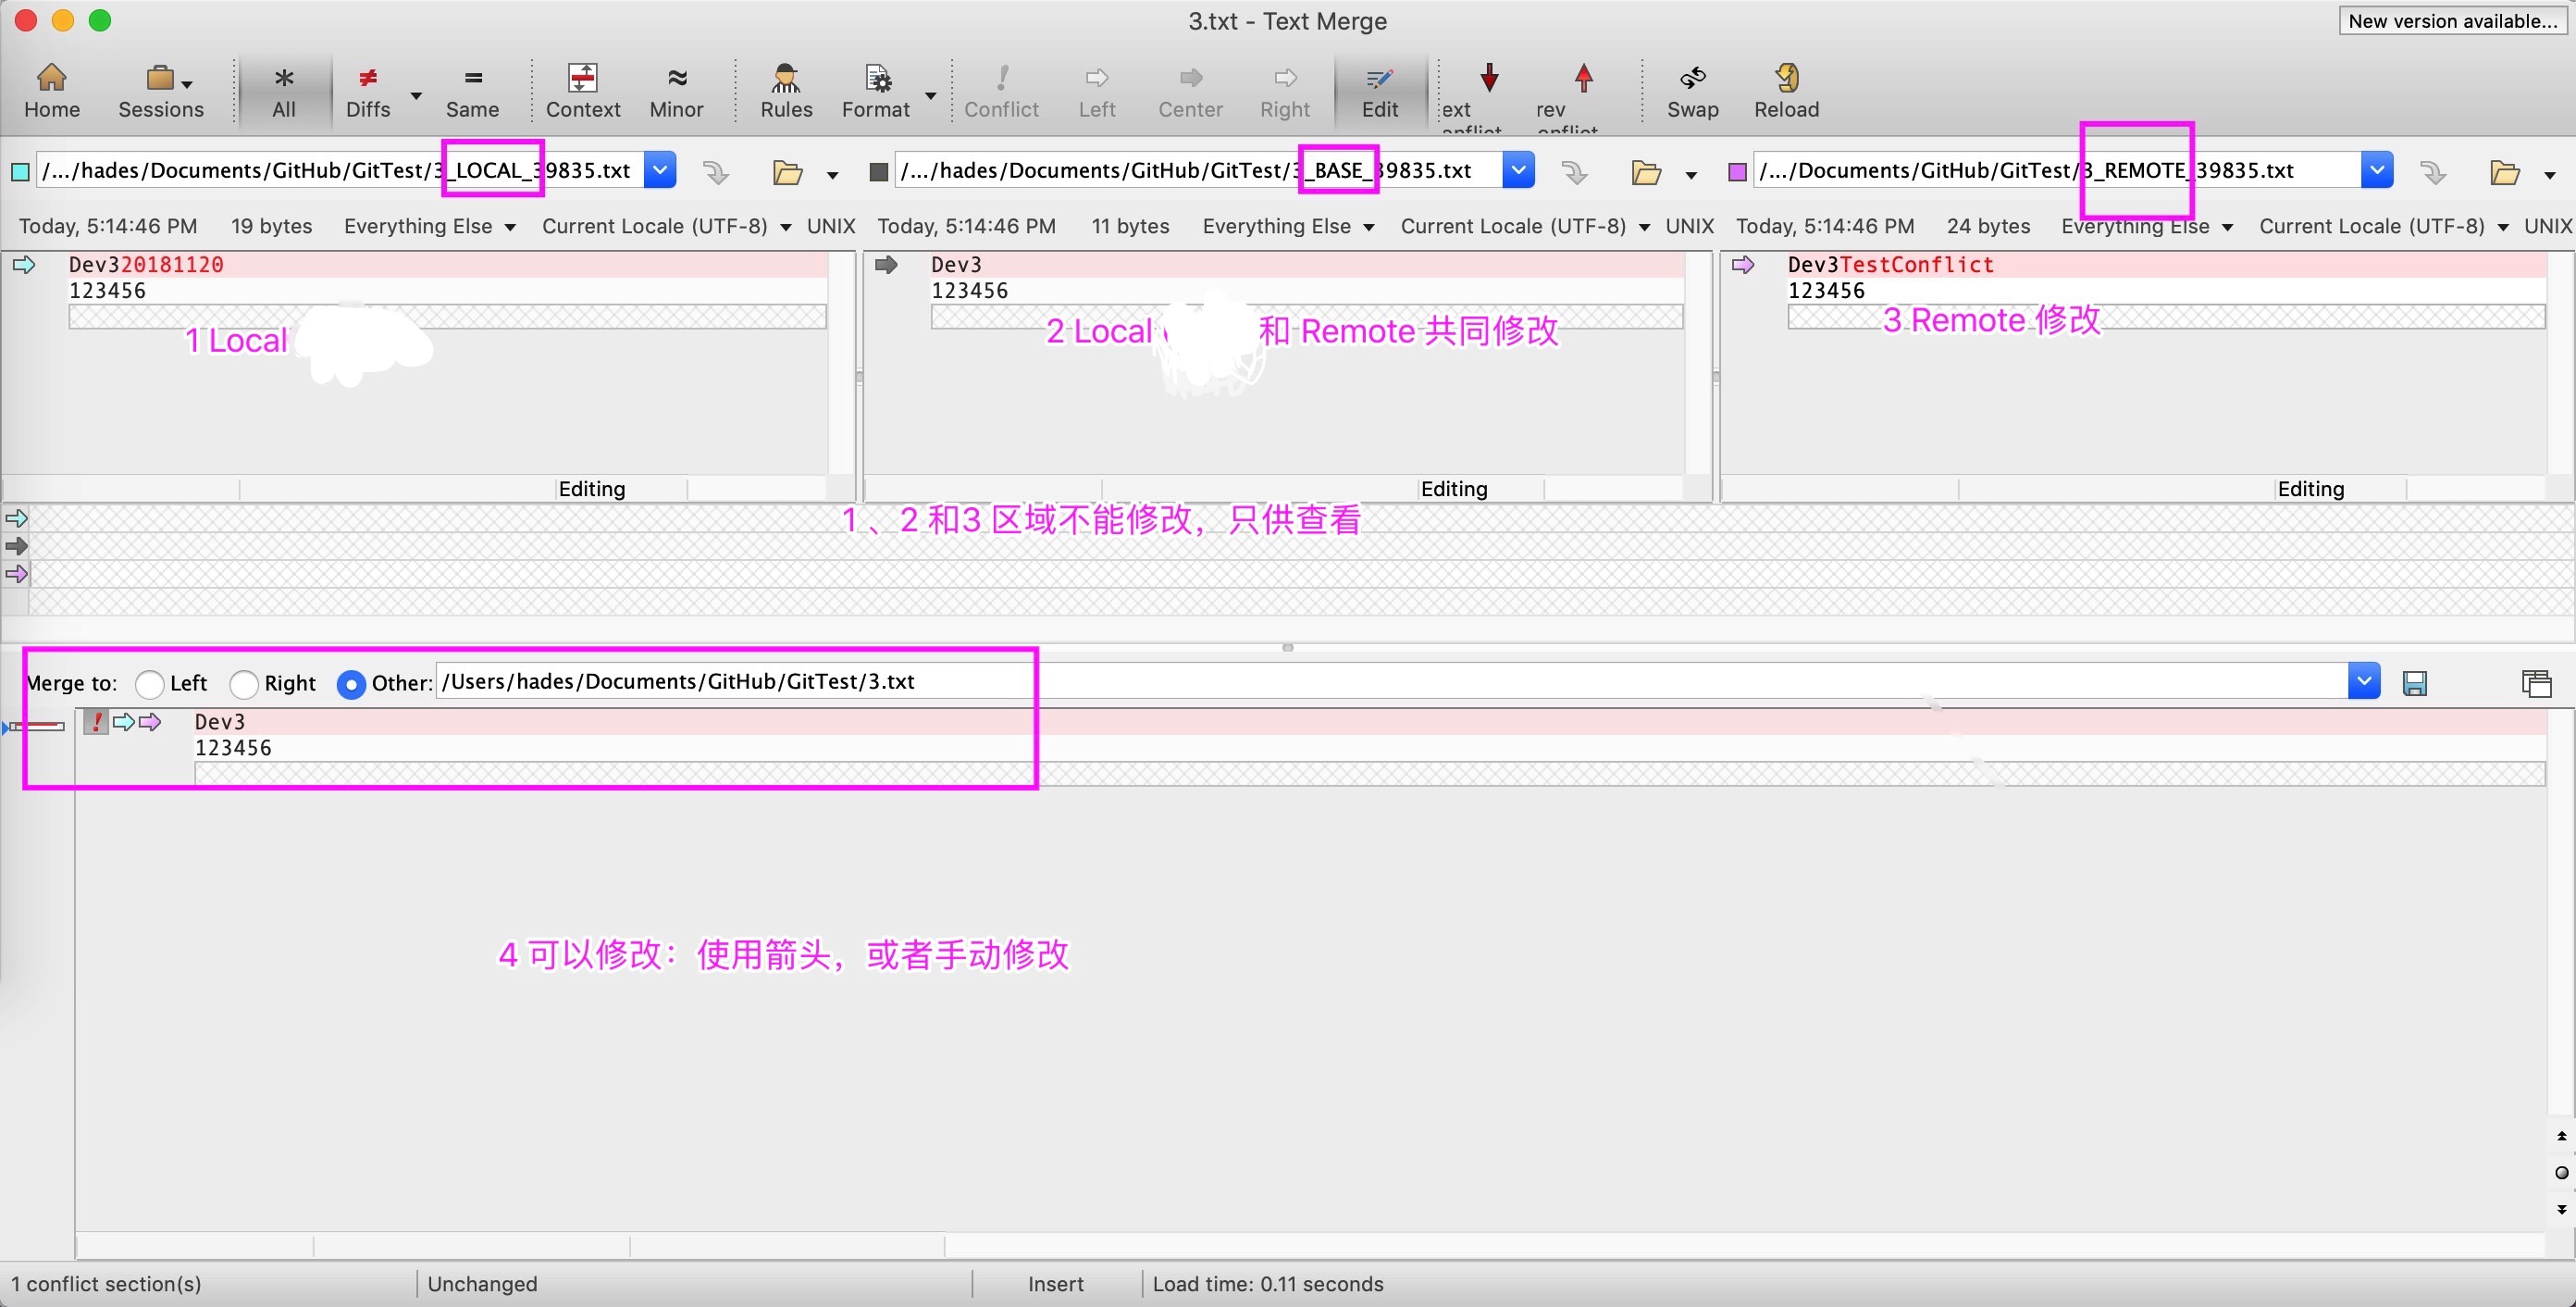 3.txt - Text Merge
New version available...
Home Sessions All Diffs Same Context Minor Rules Format Conflict Left Center Right Edit ext rev Swap Reload
/.../hades/Documents/GitHub/GitTest/3_LOCAL_39835.txt /.../hades/Documents/GitHub/GitTest/3_BASE_39835.txt /.../Documents/GitHub/GitTest/3_REMOTE_39835.txt
Today, 5:14:46 PM 19 bytes Everything Else Current Locale (UTF-8) UNIX Today, 5:14:46 PM 11 bytes Everything Else Current Locale (UTF-8) UNIX Today, 5:14:46 PM 24 bytes Everything Else Current Locale (UTF-8) UNIX
Dev320181120 Dev3 Dev3TestConflict
123456 123456 123456
1 Local 2 Local 和 Remote 共同修改 3 Remote 修改
Editing Editing Editing
1 、2 和3 区域不能修改，只供查看
Merge to: Left Right Other: /Users/hades/Documents/GitHub/GitTest/3.txt
Dev3
123456
4 可以修改：使用箭头，或者手动修改
1 conflict section(s) Unchanged Insert Load time: 0.11 seconds